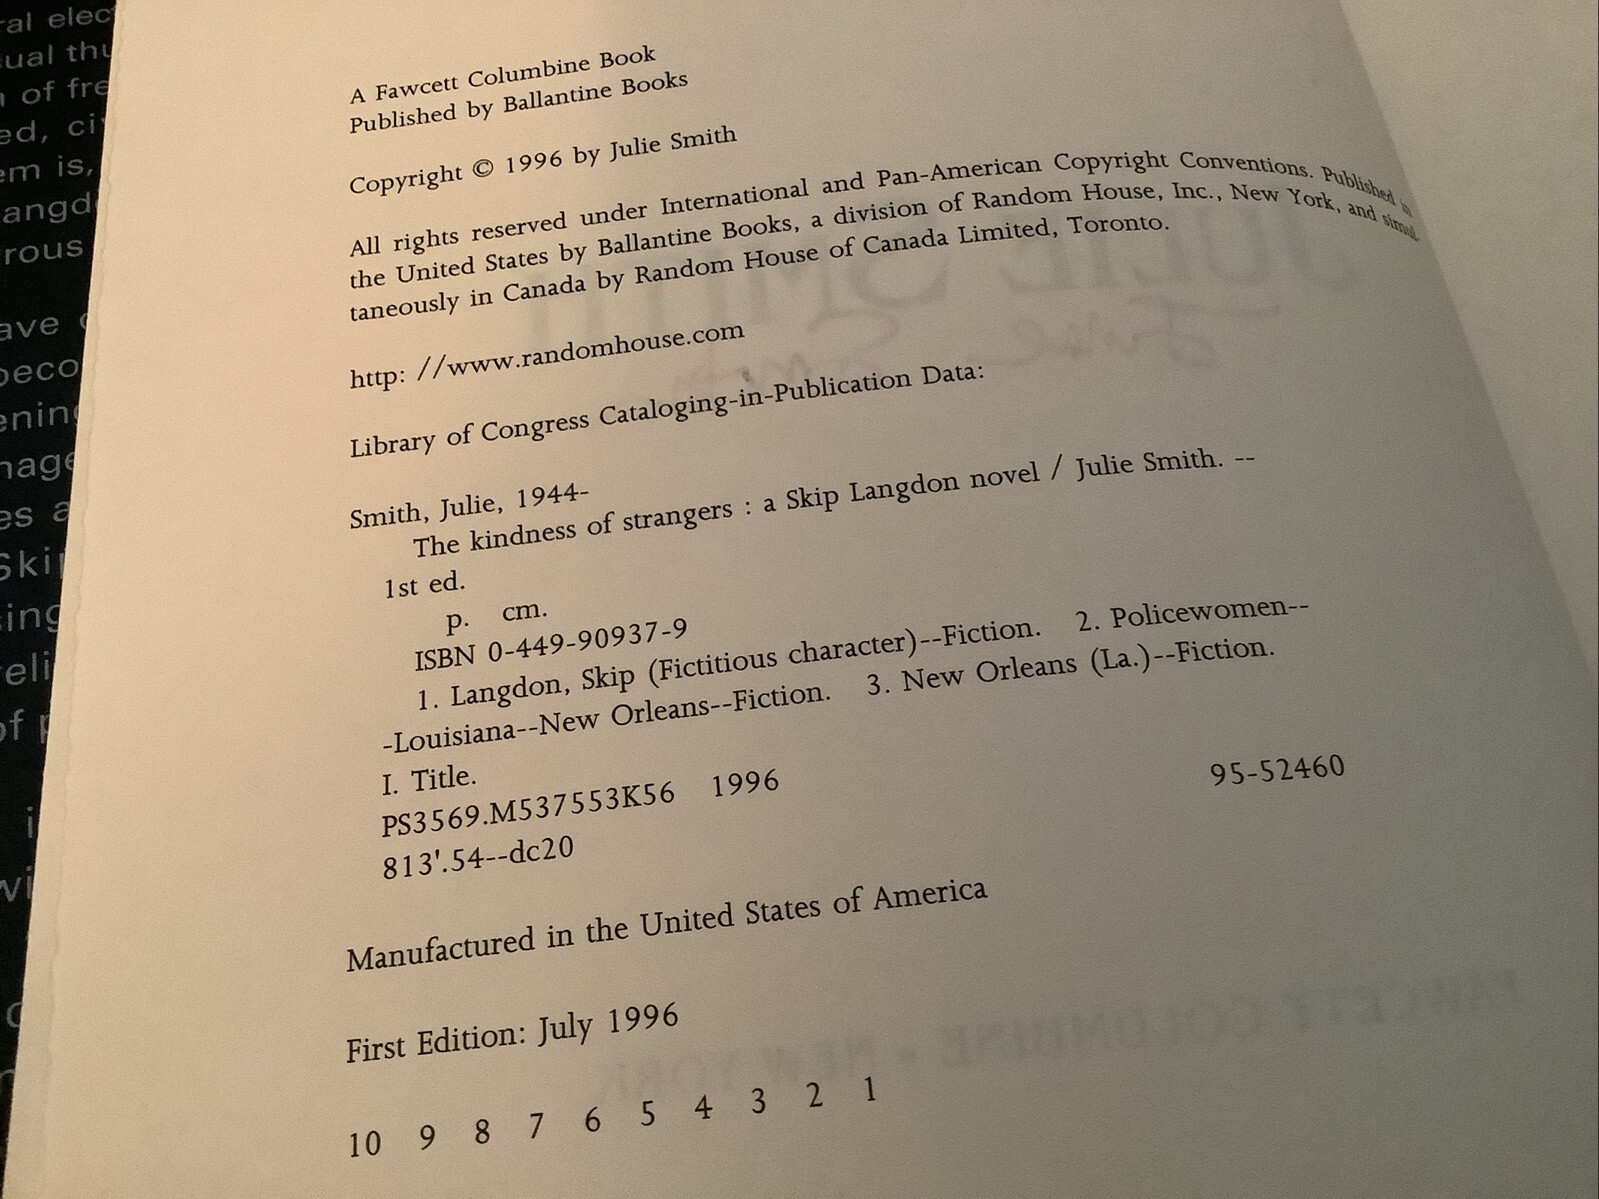 A Fawcett Columbine Book
Published by Ballantine Books
Copyright © 1996 by Julie Smith
All rights reserved under International and Pan-American Copyright Conventions. Published in
the United States by Ballantine Books, a division of Random House, Inc., New York, and simul-
taneously in Canada by Random House of Canada Limited, Toronto.
http: //www.randomhouse.com
Library of Congress Cataloging-in-Publication Data:
Smith, Julie, 1944-
The kindness of strangers : a Skip Langdon novel / Julie Smith. --
1st ed.
p. cm.
ISBN 0-449-90937-9
1. Langdon, Skip (Fictitious character)--Fiction. 2. Policewomen--
-Louisiana--New Orleans--Fiction. 3. New Orleans (La.)--Fiction.
I. Title.
PS3569.M537553K56 1996 95-52460
813'.54--dc20
Manufactured in the United States of America
First Edition: July 1996
10 9 8 7 6 5 4 3 2 1